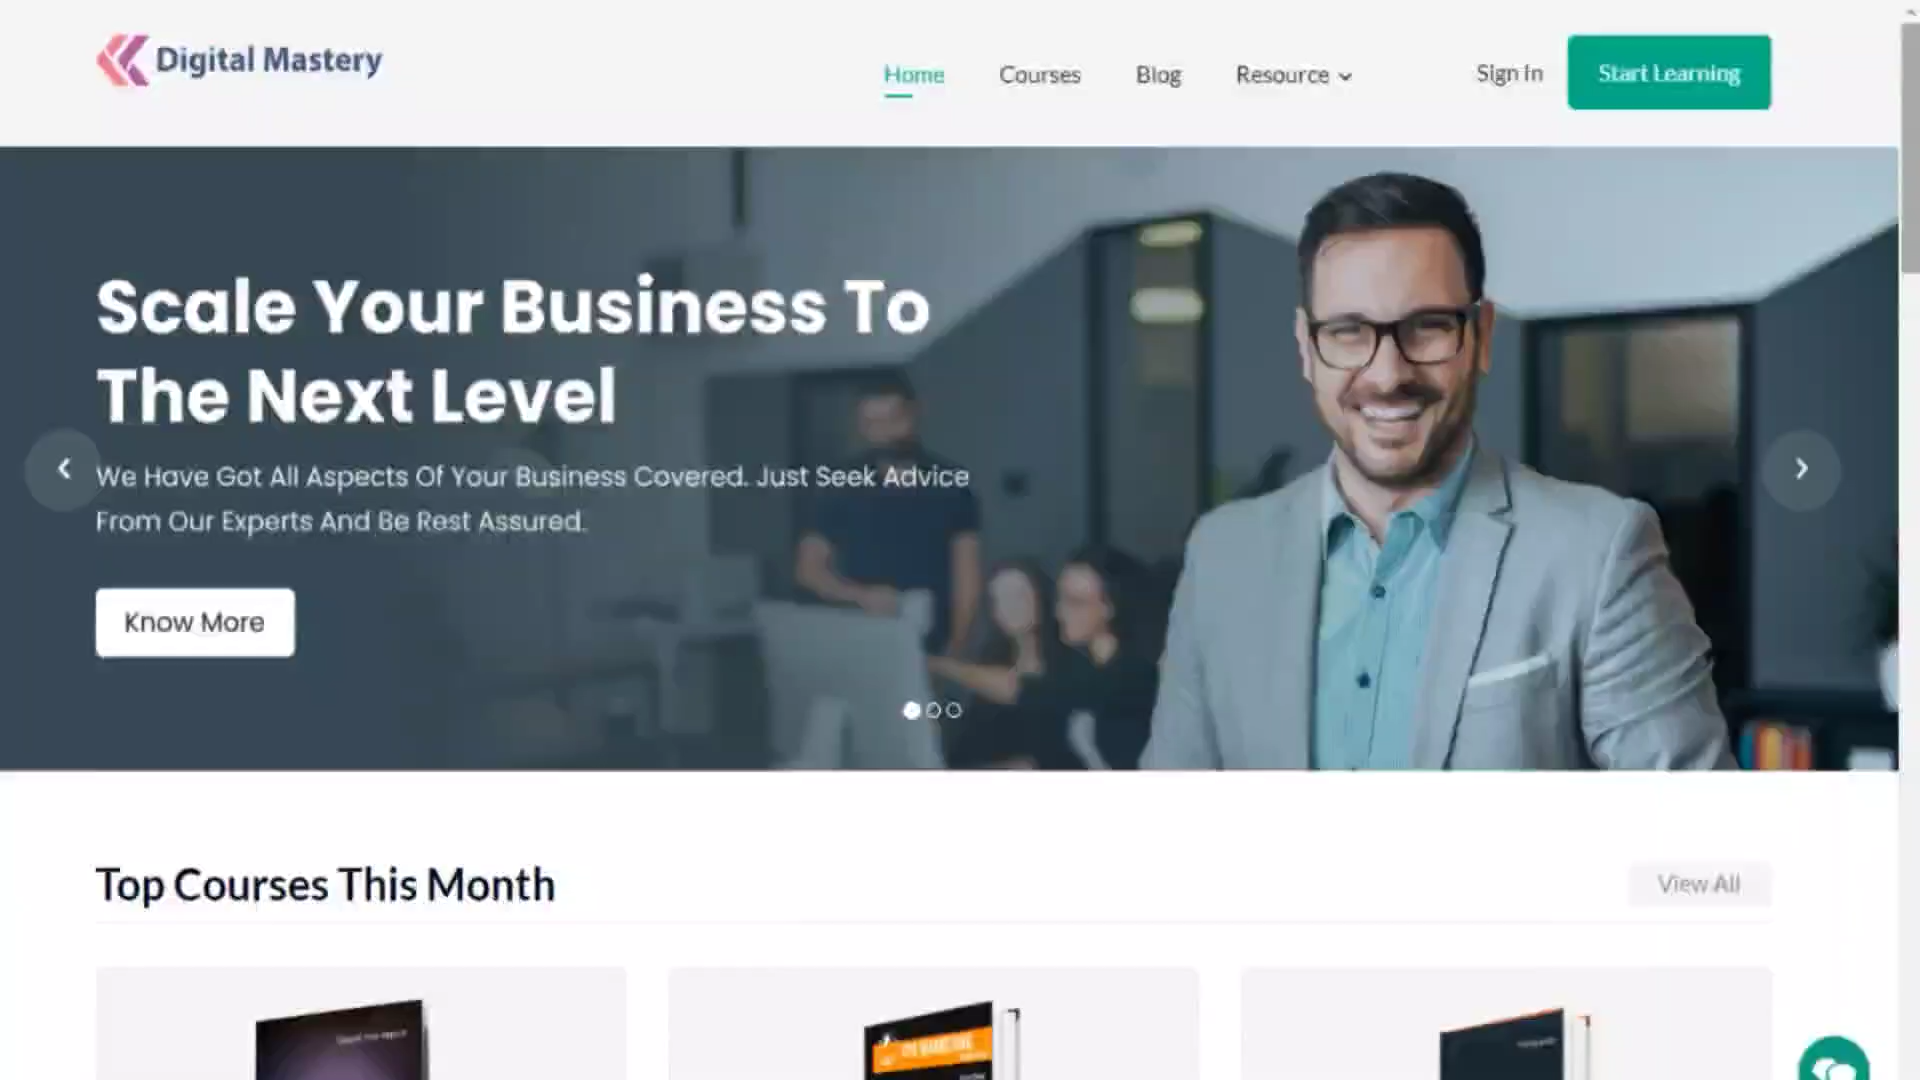 Digital Mastery
Home
Courses
Blog
Resource
Sign In
Start Learning
Scale Your Business To
The Next Level
We Have Got All Aspects Of Your Business Covered. Just Seek Advice
From Our Experts And Be Rest Assured.
Know More
Top Courses This Month
View All